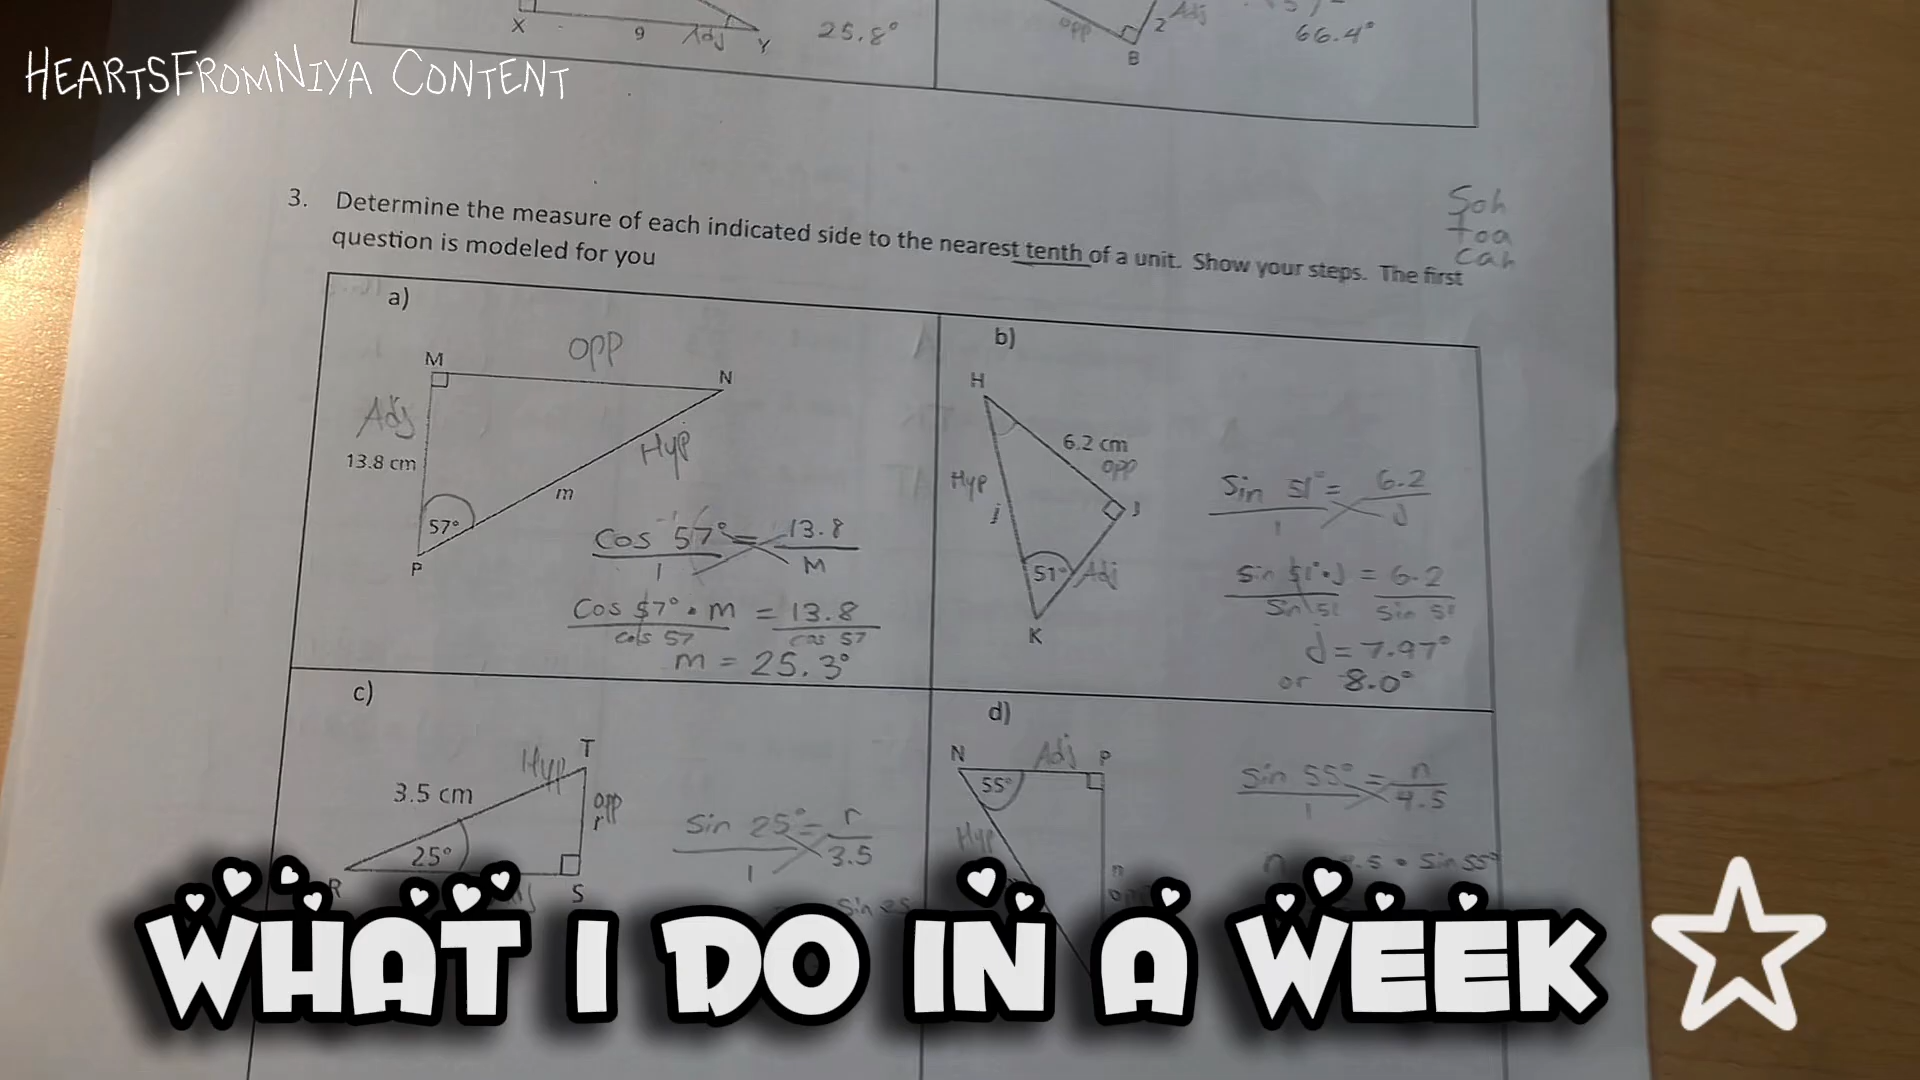 X
9
Adj
Y
25.8°
opp
2
Adj
B
66.4°
HEARTSFROMNIYA CONTENT
Soh
toa
cah
3. Determine the measure of each indicated side to the nearest tenth of a unit. Show your steps. The first
question is modeled for you
a)
M
opp
N
Adj
13.8 cm
Hyp
m
57°
P
Cos 57° = 13.8
1 M
Cos 57° • m = 13.8
cos 57 cos 57
m = 25.3°
b)
H
6.2 cm
opp
Hyp
j
J
51°
Adj
K
Sin 51° = 6.2
1 J
Sin 51° • J = 6.2
Sin 51 Sin 51
j = 7.97°
or 8.0°
c)
T
Hyp
3.5 cm
opp
r
25°
R
S
Sin 25° = r
1 3.5
Sin 25
d)
N
Adj
P
55°
Hyp
n
Sin 55° = n
1 4.5
n
.5 • Sin 55°
WHAT I DO IN A WEEK